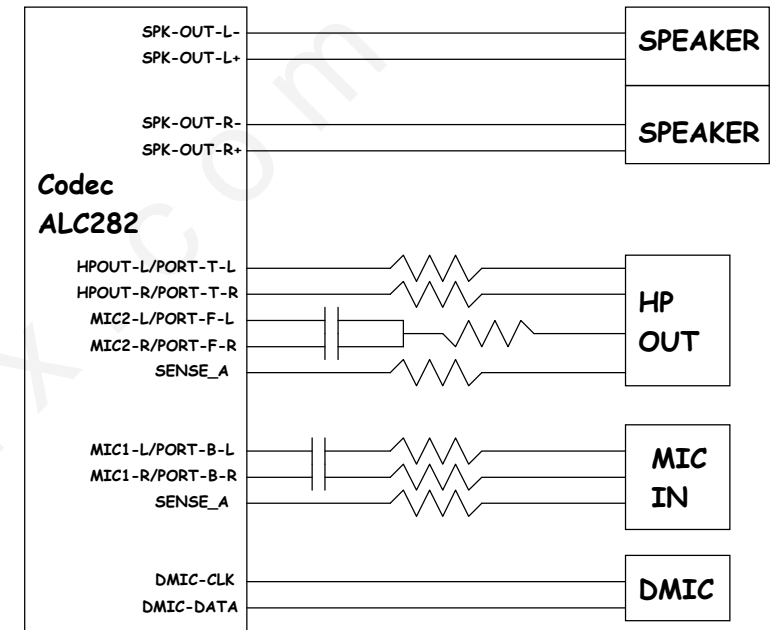 SPK-OUT-L-
SPK-OUT-L+
SPEAKER
SPK-OUT-R-
SPK-OUT-R+
SPEAKER
Codec
ALC282
HPOUT-L/PORT-T-L
HPOUT-R/PORT-T-R
MIC2-L/PORT-F-L
MIC2-R/PORT-F-R
SENSE_A
HP
OUT
MIC1-L/PORT-B-L
MIC1-R/PORT-B-R
SENSE_A
MIC
IN
DMIC-CLK
DMIC-DATA
DMIC
x.com